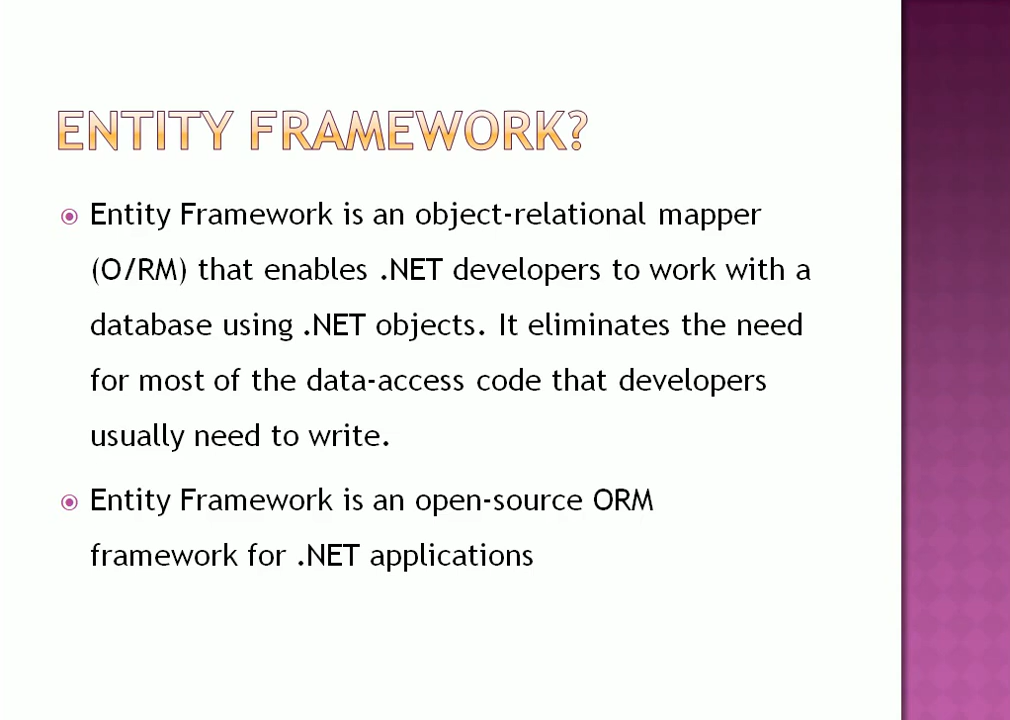 ENTITY FRAMEWORK?
Entity Framework is an object-relational mapper
(O/RM) that enables .NET developers to work with a
database using .NET objects. It eliminates the need
for most of the data-access code that developers
usually need to write.
Entity Framework is an open-source ORM
framework for .NET applications